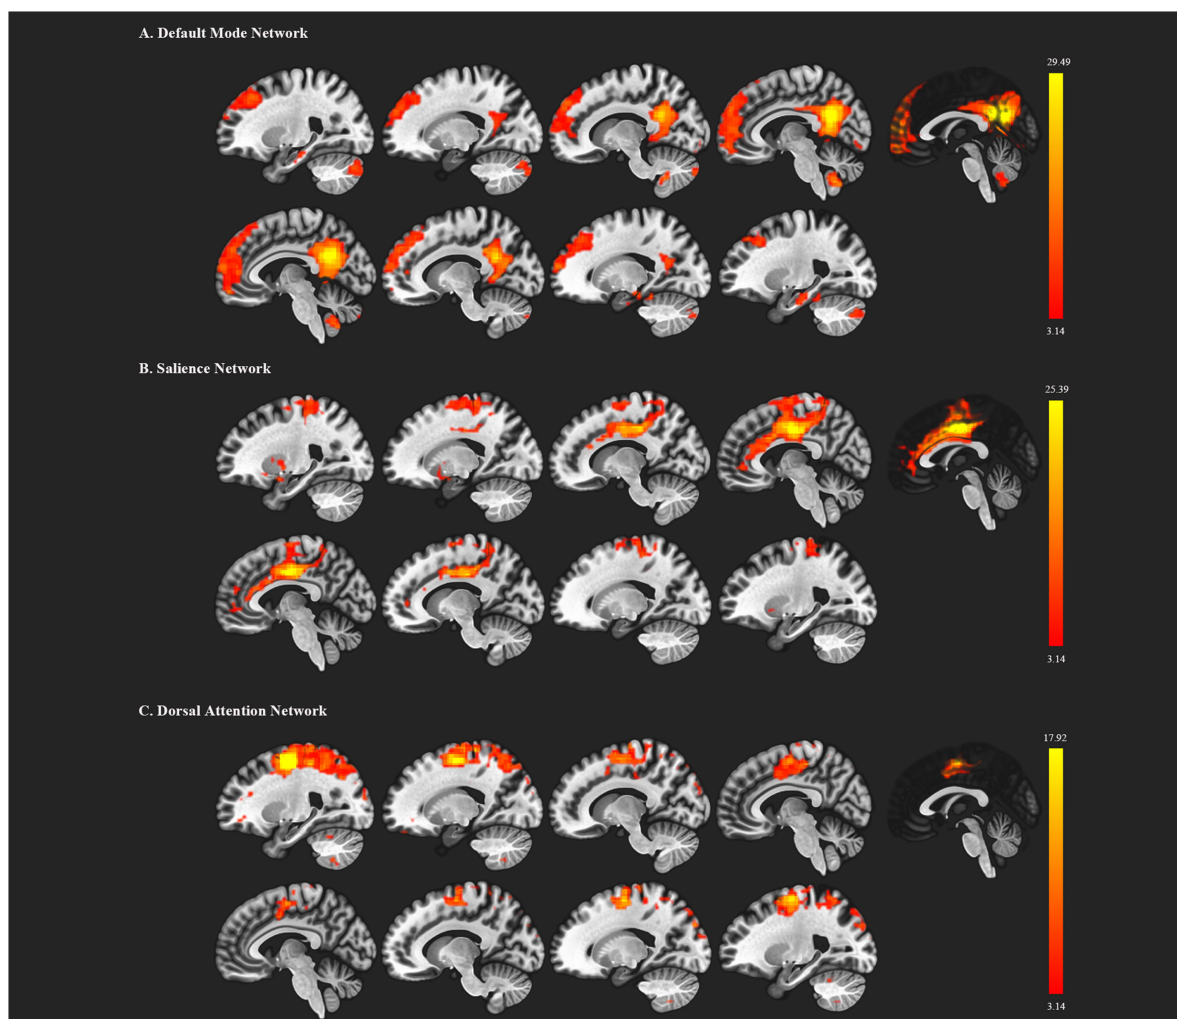 A. Default Mode Network
29.49
3.14
B. Salience Network
25.39
3.14
C. Dorsal Attention Network
17.92
3.14